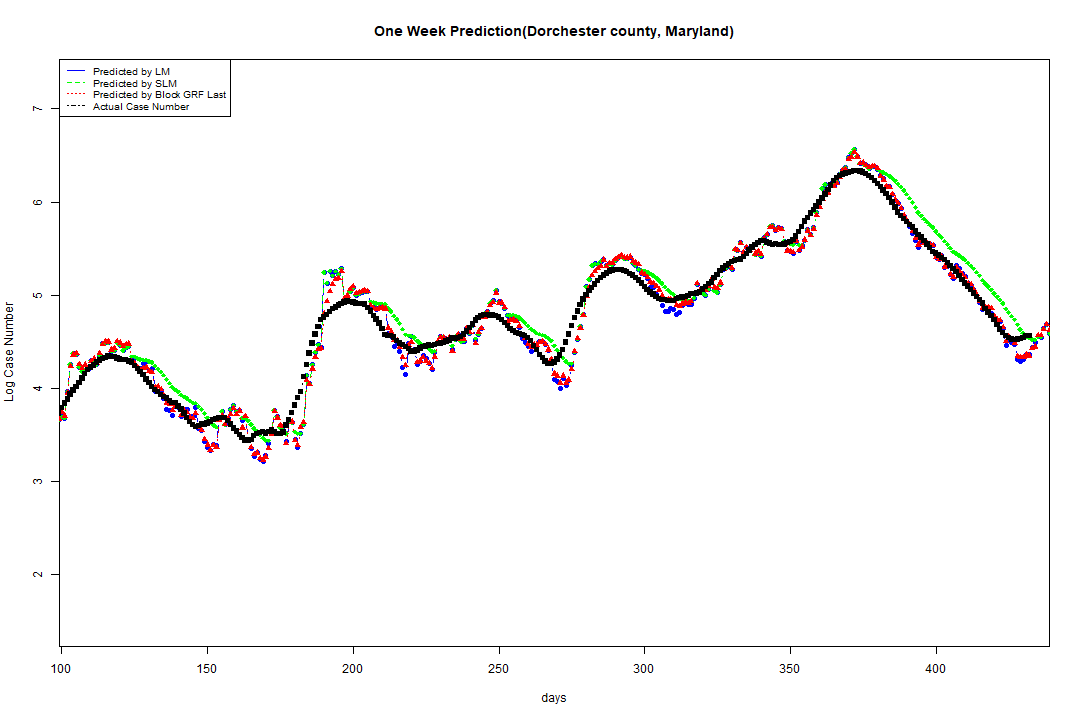 One Week Prediction(Dorchester county, Maryland)
Predicted by LM
Predicted by SLM
Predicted by Block GRF Last
Actual Case Number
7
6
5
4
3
2
Log Case Number
100 150 200 250 300 350 400
days